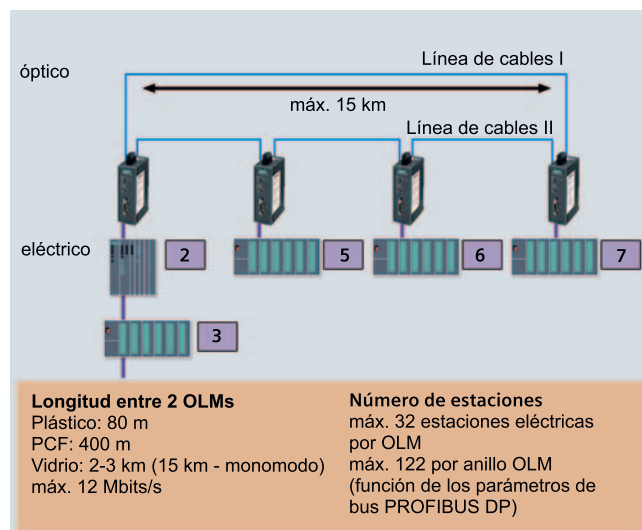 óptico
Línea de cables I
máx. 15 km
Línea de cables II
eléctrico
2
5
6
7
3
Longitud entre 2 OLMs
Plástico: 80 m
PCF: 400 m
Vidrio: 2-3 km (15 km - monomodo)
máx. 12 Mbits/s
Número de estaciones
máx. 32 estaciones eléctricas
por OLM
máx. 122 por anillo OLM
(función de los parámetros de
bus PROFIBUS DP)